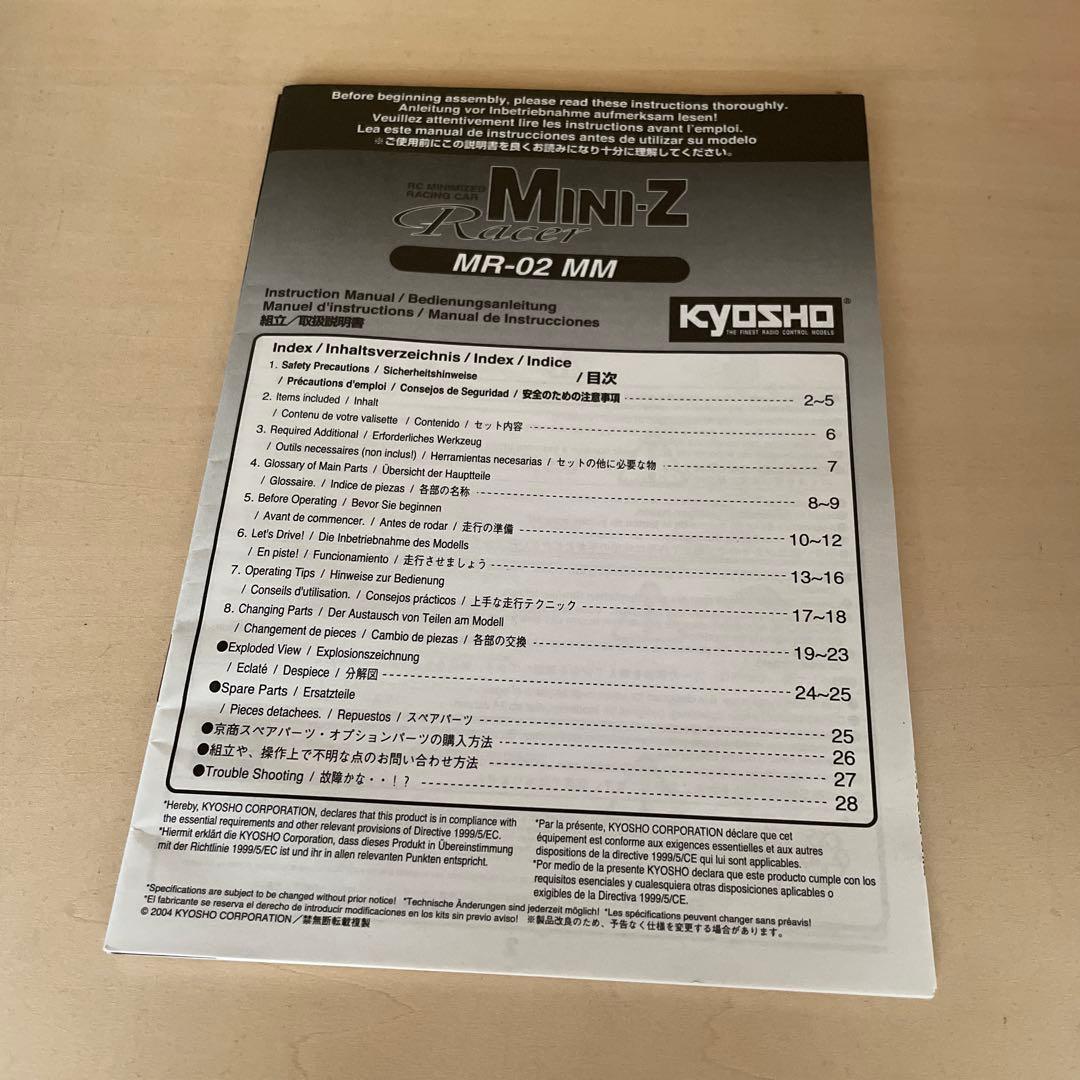 Before beginning assembly, please read these instructions thoroughly.
Anleitung vor Inbetriebnahme aufmerksam lesen!
Veuillez attentivement lire les instructions avant l'emploi.
Lea este manual de instrucciones antes de utilizar su modelo
※ご使用前にこの説明書を良くお読みになり十分に理解してください。
RC MINIMIZED
RACING CAR
MINI-Z
Racer
MR-02 MM
Instruction Manual / Bedienungsanleitung
Manuel d'instructions / Manual de Instrucciones
組立／取扱説明書
KYOSHO®
THE FINEST RADIO CONTROL MODELS
Index / Inhaltsverzeichnis / Index / Indice
/ 目次
1. Safety Precautions / Sicherheitshinweise
/ Précautions d'emploi / Consejos de Seguridad / 安全のための注意事項 2~5
2. Items included / Inhalt
/ Contenu de votre valisette / Contenido / セット内容 6
3. Required Additional / Erforderliches Werkzeug
/ Outils necessaires (non inclus!) / Herramientas necesarias / セットの他に必要な物 7
4. Glossary of Main Parts / Übersicht der Hauptteile
/ Glossaire. / Indice de piezas / 各部の名称 8~9
5. Before Operating / Bevor Sie beginnen
/ Avant de commencer. / Antes de rodar / 走行の準備 10~12
6. Let's Drive! / Die Inbetriebnahme des Modells
/ En piste! / Funcionamiento / 走行させましょう 13~16
7. Operating Tips / Hinweise zur Bedienung
/ Conseils d'utilisation. / Consejos prácticos / 上手な走行テクニック 17~18
8. Changing Parts / Der Austausch von Teilen am Modell
/ Changement de pieces / Cambio de piezas / 各部の交換 19~23
●Exploded View / Explosionszeichnung
/ Eclaté / Despiece / 分解図 24~25
●Spare Parts / Ersatzteile
/ Pieces detachees. / Repuestos / スペアパーツ 25
●京商スペアパーツ・オプションパーツの購入方法 26
●組立や、操作上で不明な点のお問い合わせ方法 27
●Trouble Shooting / 故障かな・・！？ 28
*Hereby, KYOSHO CORPORATION, declares that this product is in compliance with
the essential requirements and other relevant provisions of Directive 1999/5/EC.
*Hiermit erklärt die KYOSHO Corporation, dass dieses Produkt in Übereinstimmung
mit der Richtlinie 1999/5/EC ist und ihr in allen relevanten Punkten entspricht.
*Par la présente, KYOSHO CORPORATION déclare que cet
équipement est conforme aux exigences essentielles et aux autres
dispositions de la directive 1999/5/CE qui lui sont applicables.
*Por medio de la presente KYOSHO declara que este producto cumple con los
requisitos esenciales y cualesquiera otras disposiciones aplicables o
exigibles de la Directiva 1999/5/CE.
*Specifications are subject to be changed without prior notice! *Technische Änderungen sind jederzeit möglich! *Les spécifications peuvent changer sans préavis!
*El fabricante se reserva el derecho de introducir modificaciones en los kits sin previo aviso! ※製品改良のため、予告なく仕様を変更する場合があります。
© 2004 KYOSHO CORPORATION／禁無断転載複製